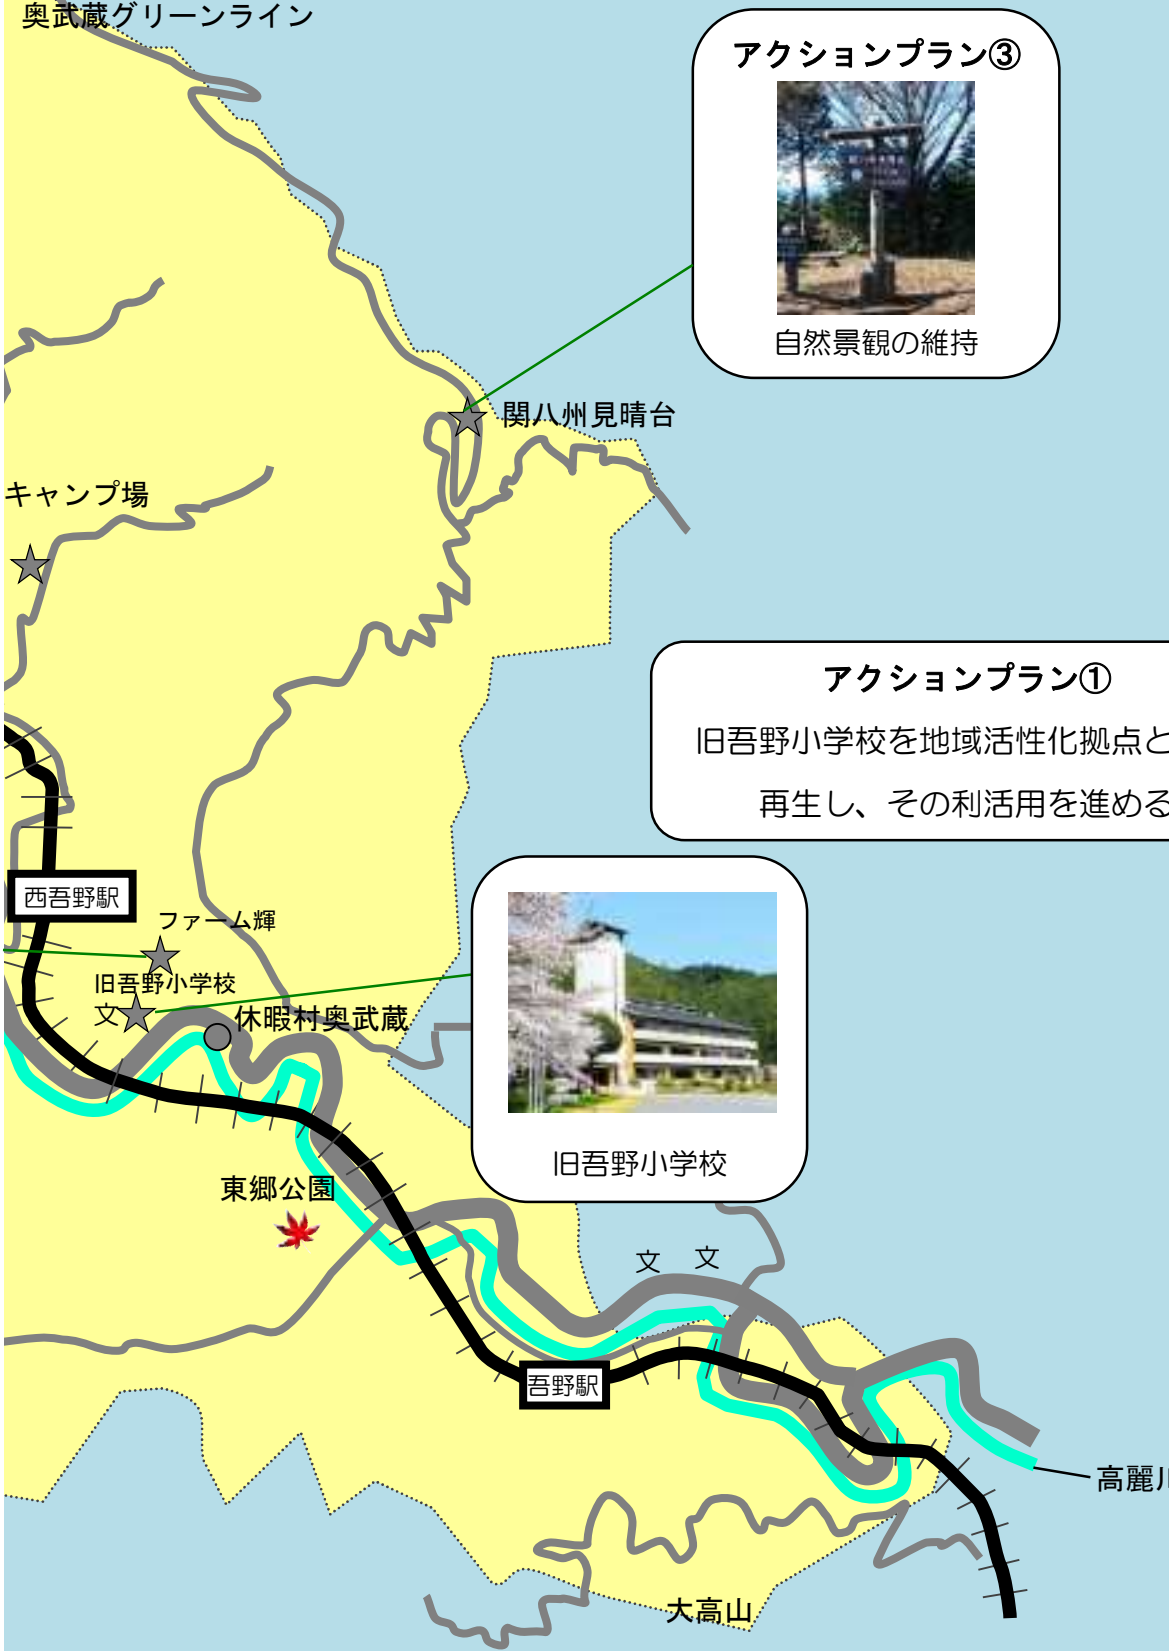 奥武蔵グリーンライン
アクションプラン③
自然景観の維持
関八州見晴台
キャンプ場
アクションプラン①
旧吾野小学校を地域活性化拠点と
再生し、その利活用を進める
西吾野駅
ファーム輝
旧吾野小学校
文
休暇村奥武蔵
旧吾野小学校
東郷公園
文 文
吾野駅
高麗川
大高山